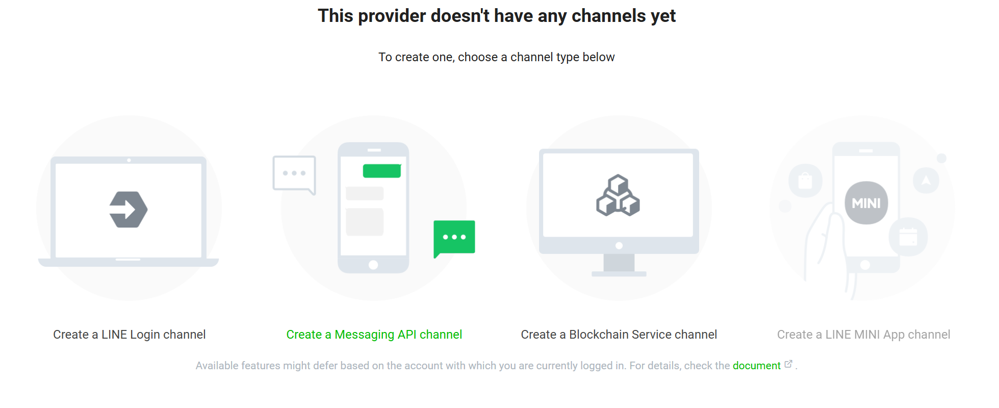 This provider doesn't have any channels yet
To create one, choose a channel type below
MINI
Create a LINE Login channel
Create a Messaging API channel
Create a Blockchain Service channel
Create a LINE MINI App channel
Available features might defer based on the account with which you are currently logged in. For details, check the document .